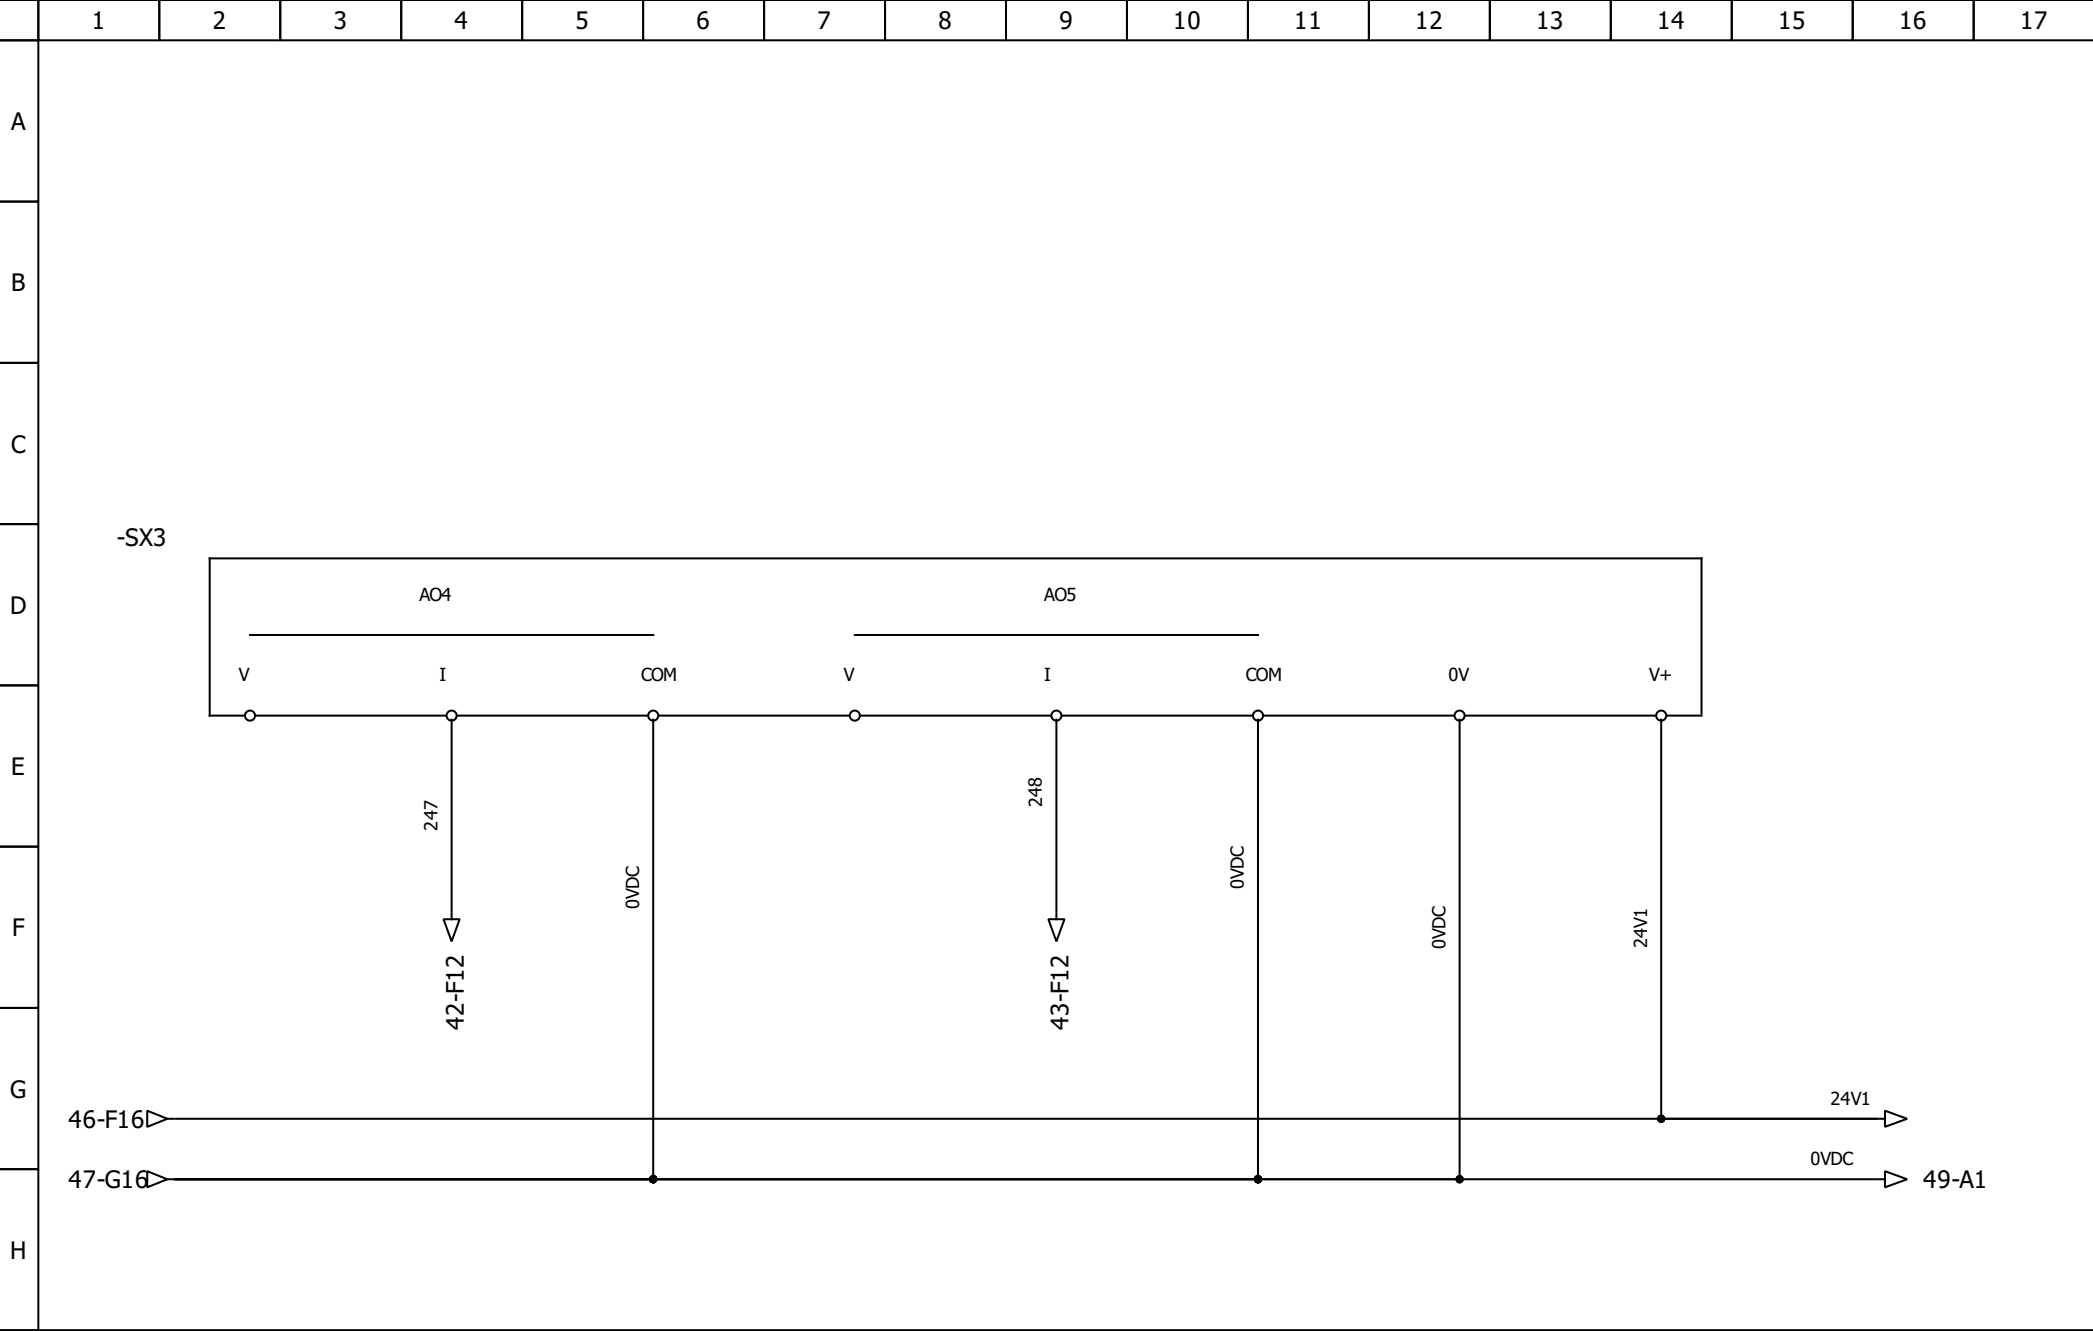 1 2 3 4 5 6 7 8 9 10 11 12 13 14 15 16 17
A
B
C
-SX3
D
AO4 AO5
V I COM V I COM 0V V+
E
247 248
0VDC 0VDC 0VDC 24V1
F
42-F12 43-F12
G
24V1
46-F16
0VDC
47-G16 49-A1
H